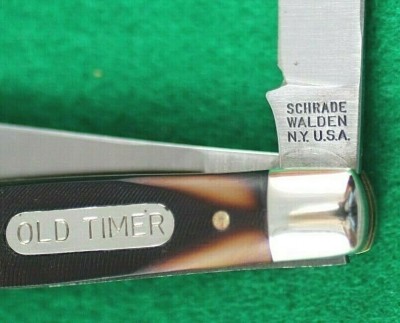 SCHRADE
WALDEN
N.Y. U.S.A.
OLD TIMER